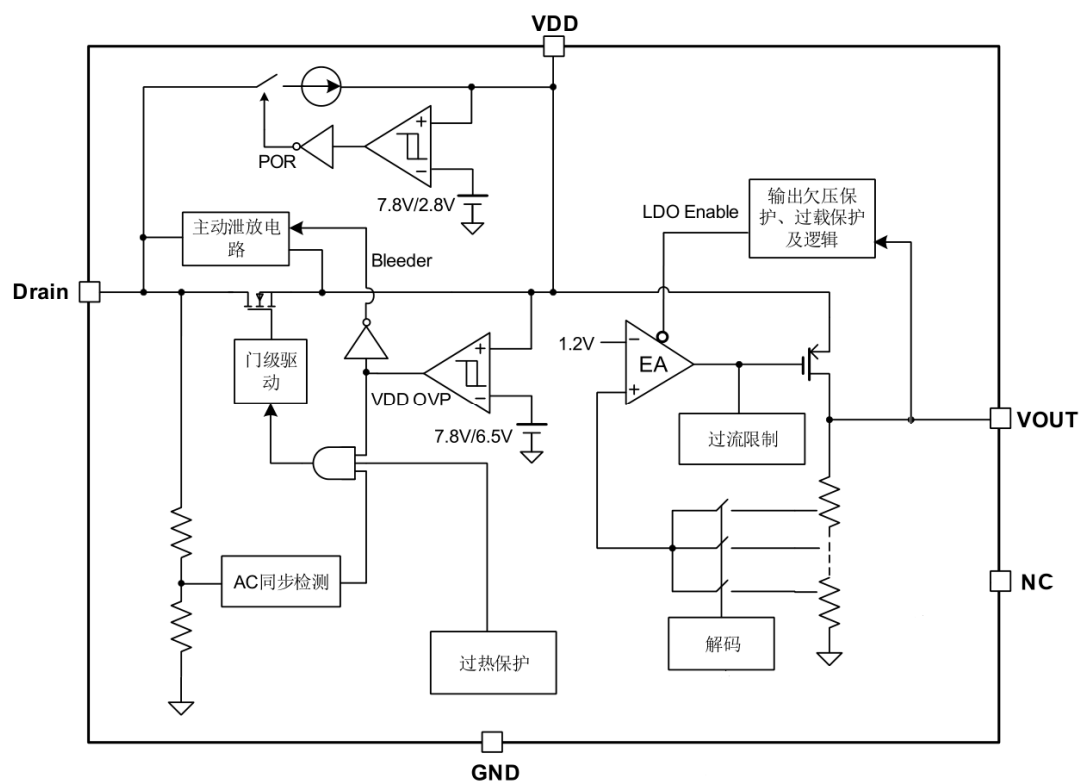 VDD
POR
7.8V/2.8V
主动泄放电
路
Bleeder
LDO Enable
输出欠压保
护、过载保护
及逻辑
Drain
门级驱动
VDD OVP
7.8V/6.5V
1.2V
EA
过流限制
VOUT
AC同步检测
过热保护
解码
NC
GND
+
−
+
−
−
+